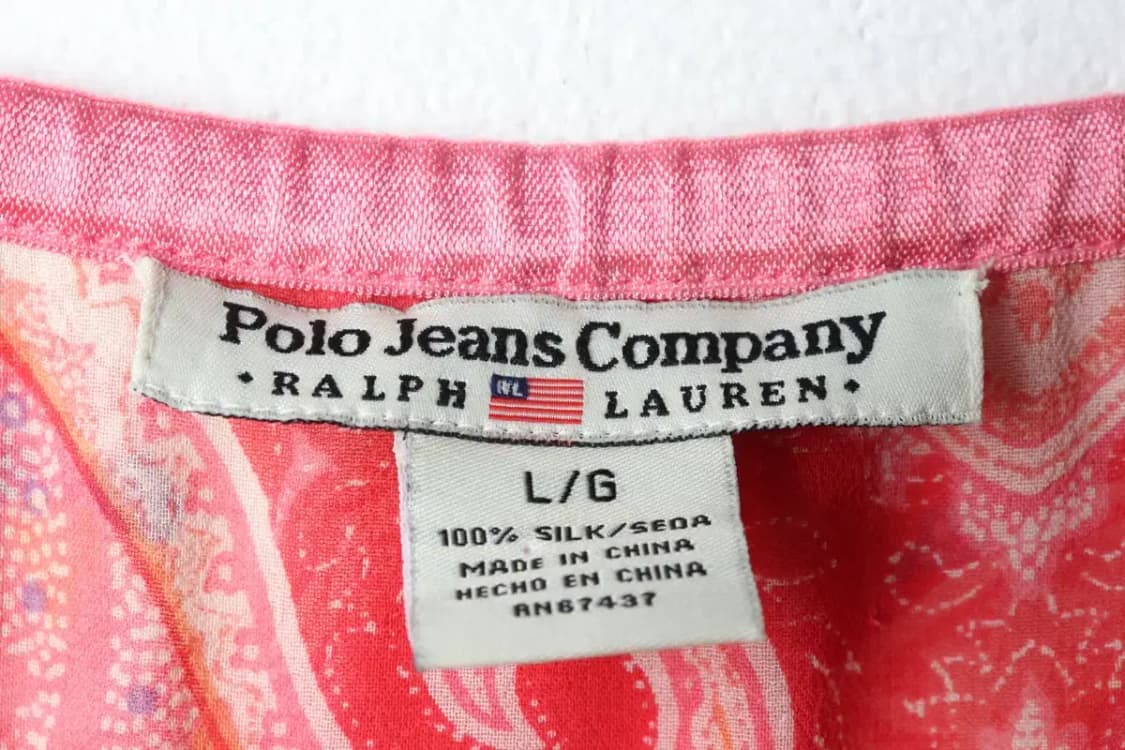 Polo Jeans Company
• RALPH RL LAUREN •
L/G
100% SILK/SEDA
MADE IN CHINA
HECHO EN CHINA
RN67437